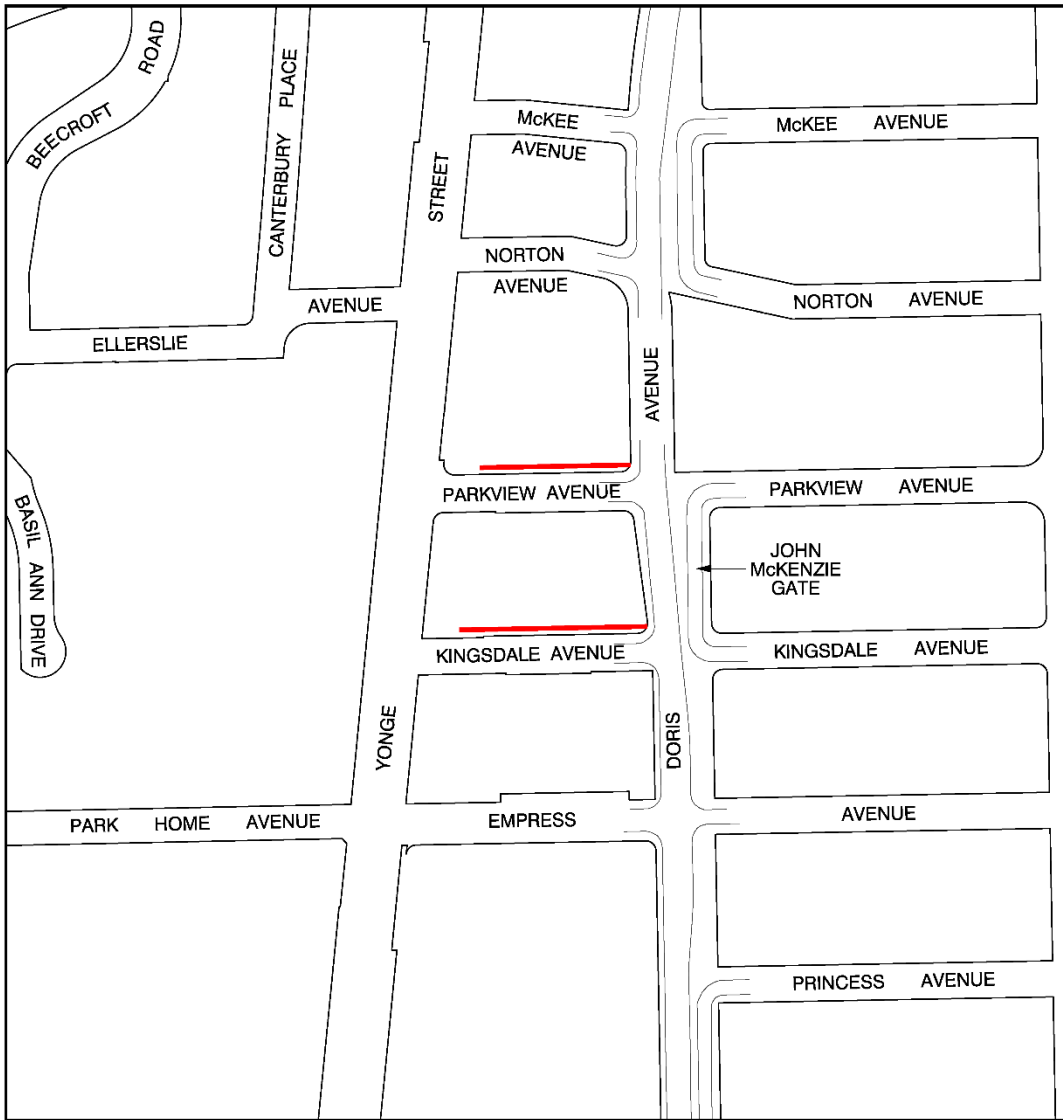 BEECROFT ROAD
CANTERBURY PLACE
McKEE
AVENUE
McKEE AVENUE
STREET
NORTON
AVENUE
NORTON AVENUE
AVENUE
ELLERSLIE
AVENUE
PARKVIEW AVENUE
PARKVIEW AVENUE
BASIL ANN DRIVE
JOHN
McKENZIE
GATE
KINGSDALE AVENUE
KINGSDALE AVENUE
YONGE
DORIS
PARK HOME AVENUE
EMPRESS
AVENUE
PRINCESS AVENUE